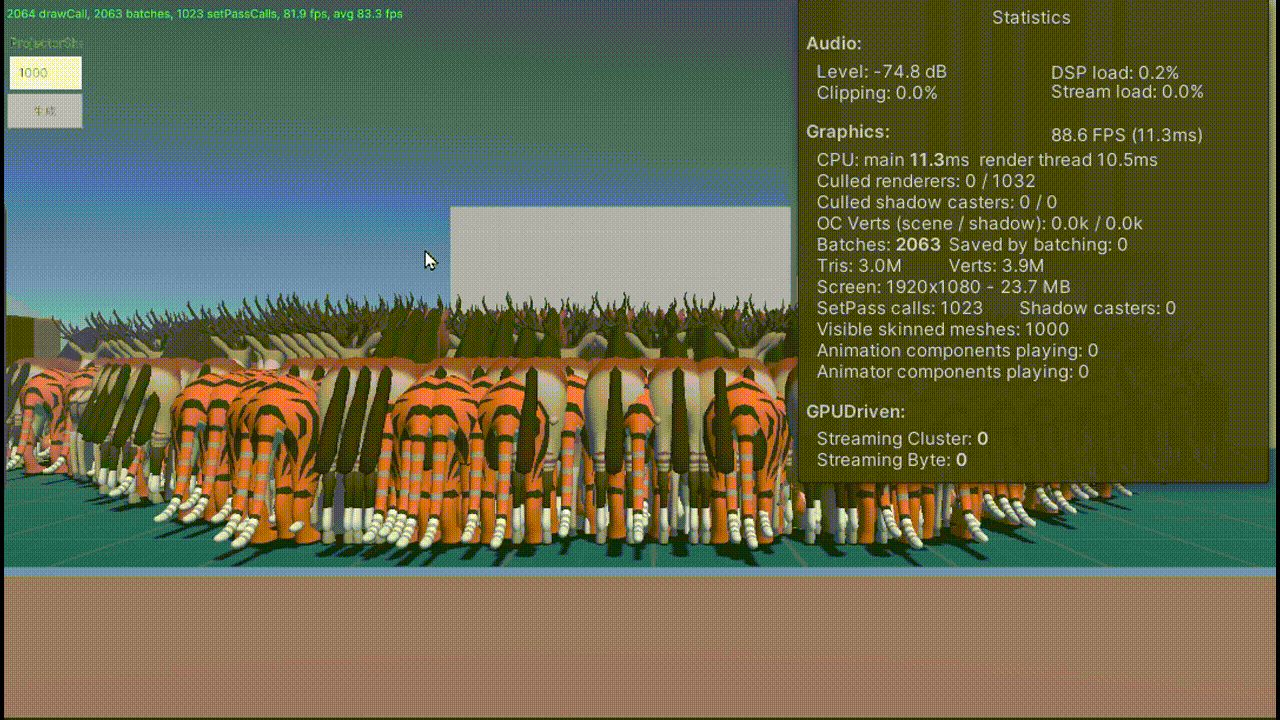 2064 drawCall, 2063 batches, 1023 setPassCalls, 81.9 fps, avg 83.3 fps
ProjectorSha
1000
生成
Statistics
Audio:
Level: -74.8 dB
DSP load: 0.2%
Clipping: 0.0%
Stream load: 0.0%
Graphics:
88.6 FPS (11.3ms)
CPU: main 11.3ms render thread 10.5ms
Culled renderers: 0 / 1032
Culled shadow casters: 0 / 0
OC Verts (scene / shadow): 0.0k / 0.0k
Batches: 2063 Saved by batching: 0
Tris: 3.0M Verts: 3.9M
Screen: 1920x1080 - 23.7 MB
SetPass calls: 1023 Shadow casters: 0
Visible skinned meshes: 1000
Animation components playing: 0
Animator components playing: 0
GPUDriven:
Streaming Cluster: 0
Streaming Byte: 0